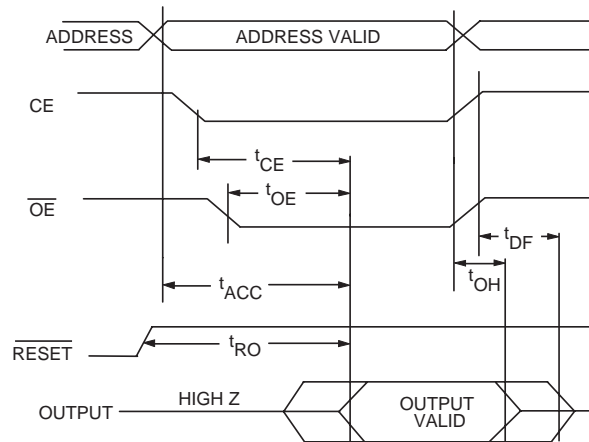 ADDRESS ADDRESS VALID
CE
tCE
tOE
OE
tDF
tOH
tACC
RESET
tRO
HIGH Z
OUTPUT
OUTPUT VALID